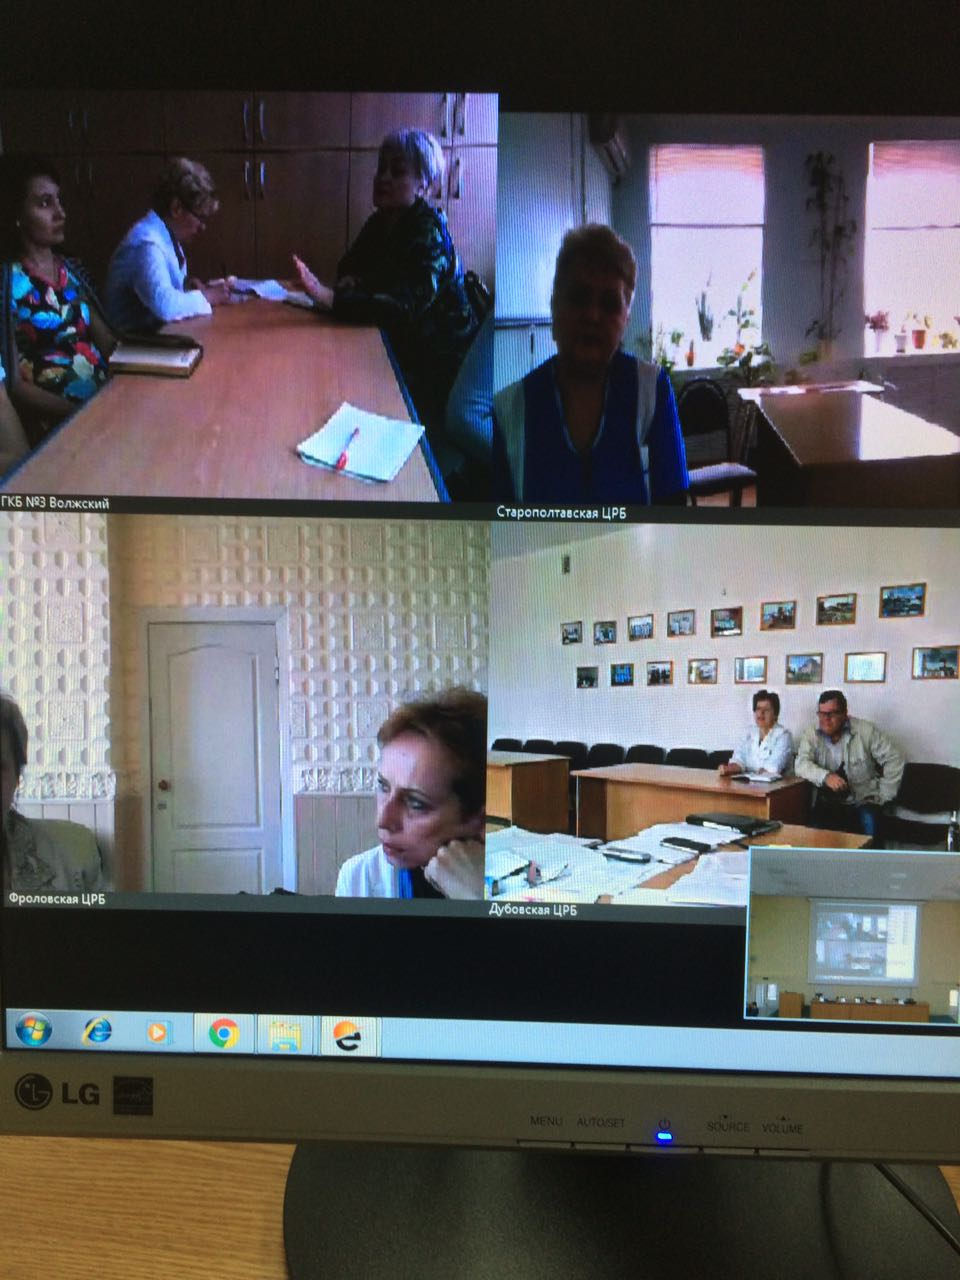 ГКБ №3 Волжский
Старополтавская ЦРБ
Фроловская ЦРБ
Дубовская ЦРБ
LG
MENU AUTO/SET SOURCE VOLUME